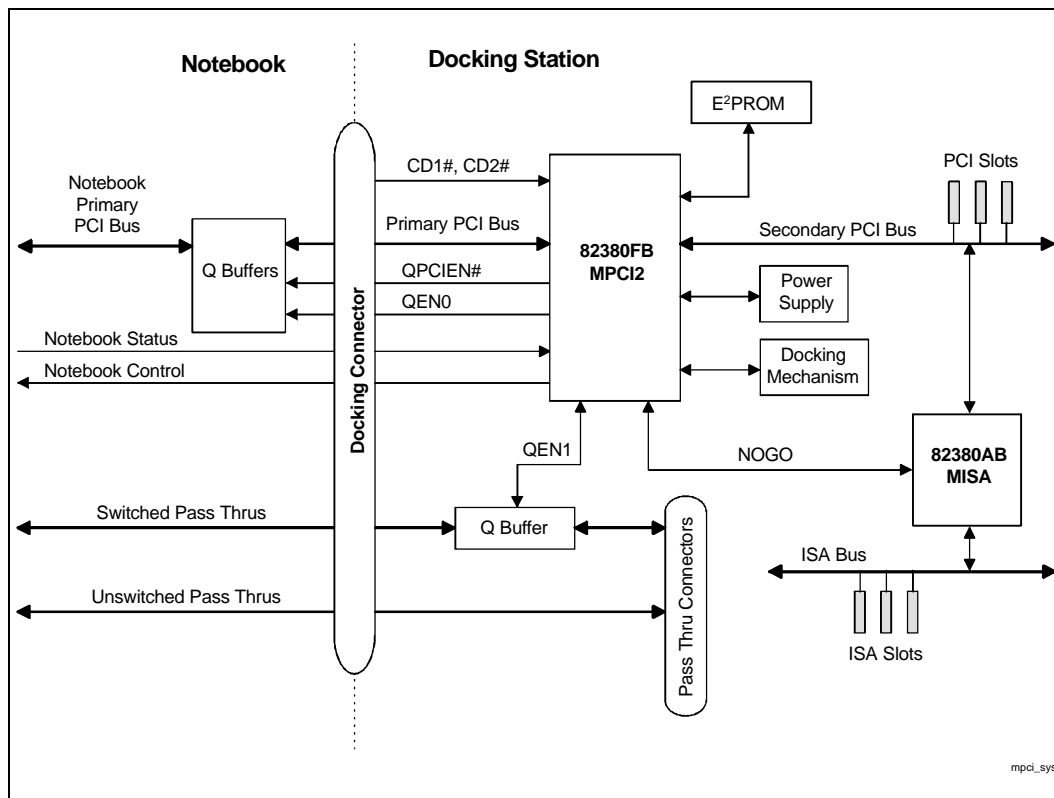 Notebook
Docking Station
E²PROM
CD1#, CD2#
PCI Slots
Notebook
Primary
PCI Bus
Primary PCI Bus
82380FB
MPCI2
Secondary PCI Bus
Q Buffers
QPCIEN#
QEN0
Power
Supply
Notebook Status
Notebook Control
Docking
Mechanism
Docking Connector
QEN1
NOGO
82380AB
MISA
Switched Pass Thrus
Q Buffer
Pass Thru Connectors
ISA Bus
Unswitched Pass Thrus
ISA Slots
mpci_sys